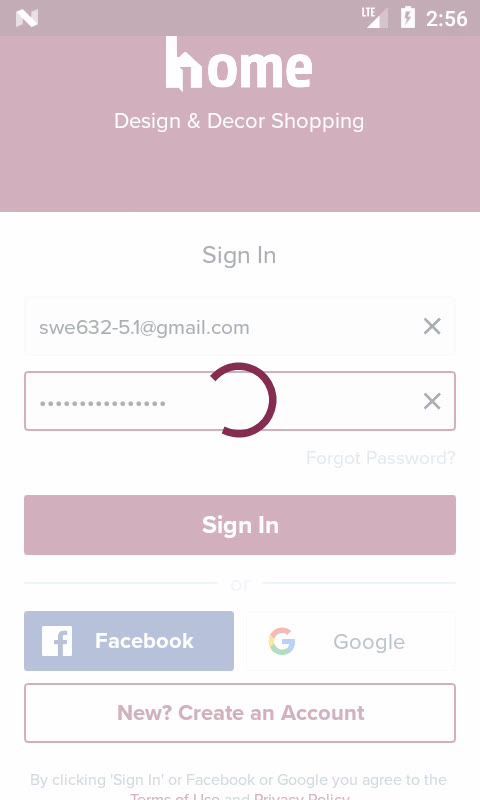 LTE 2:56
home
Design & Decor Shopping
Sign In
swe632-5.1@gmail.com
••••••••••••••••
Forgot Password?
Sign In
or
Facebook
Google
New? Create an Account
By clicking 'Sign In' or Facebook or Google you agree to the
Terms of Use and Privacy Policy